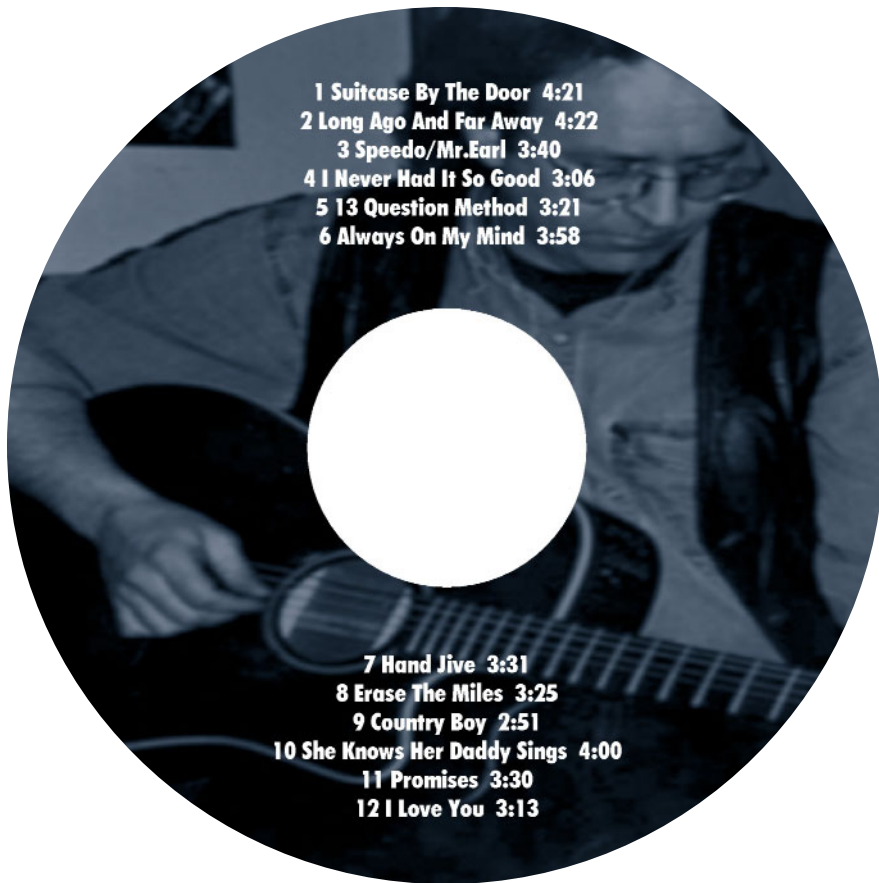 1 Suitcase By The Door 4:21
2 Long Ago And Far Away 4:22
3 Speedo/Mr.Earl 3:40
4 I Never Had It So Good 3:06
5 13 Question Method 3:21
6 Always On My Mind 3:58
7 Hand Jive 3:31
8 Erase The Miles 3:25
9 Country Boy 2:51
10 She Knows Her Daddy Sings 4:00
11 Promises 3:30
12 I Love You 3:13